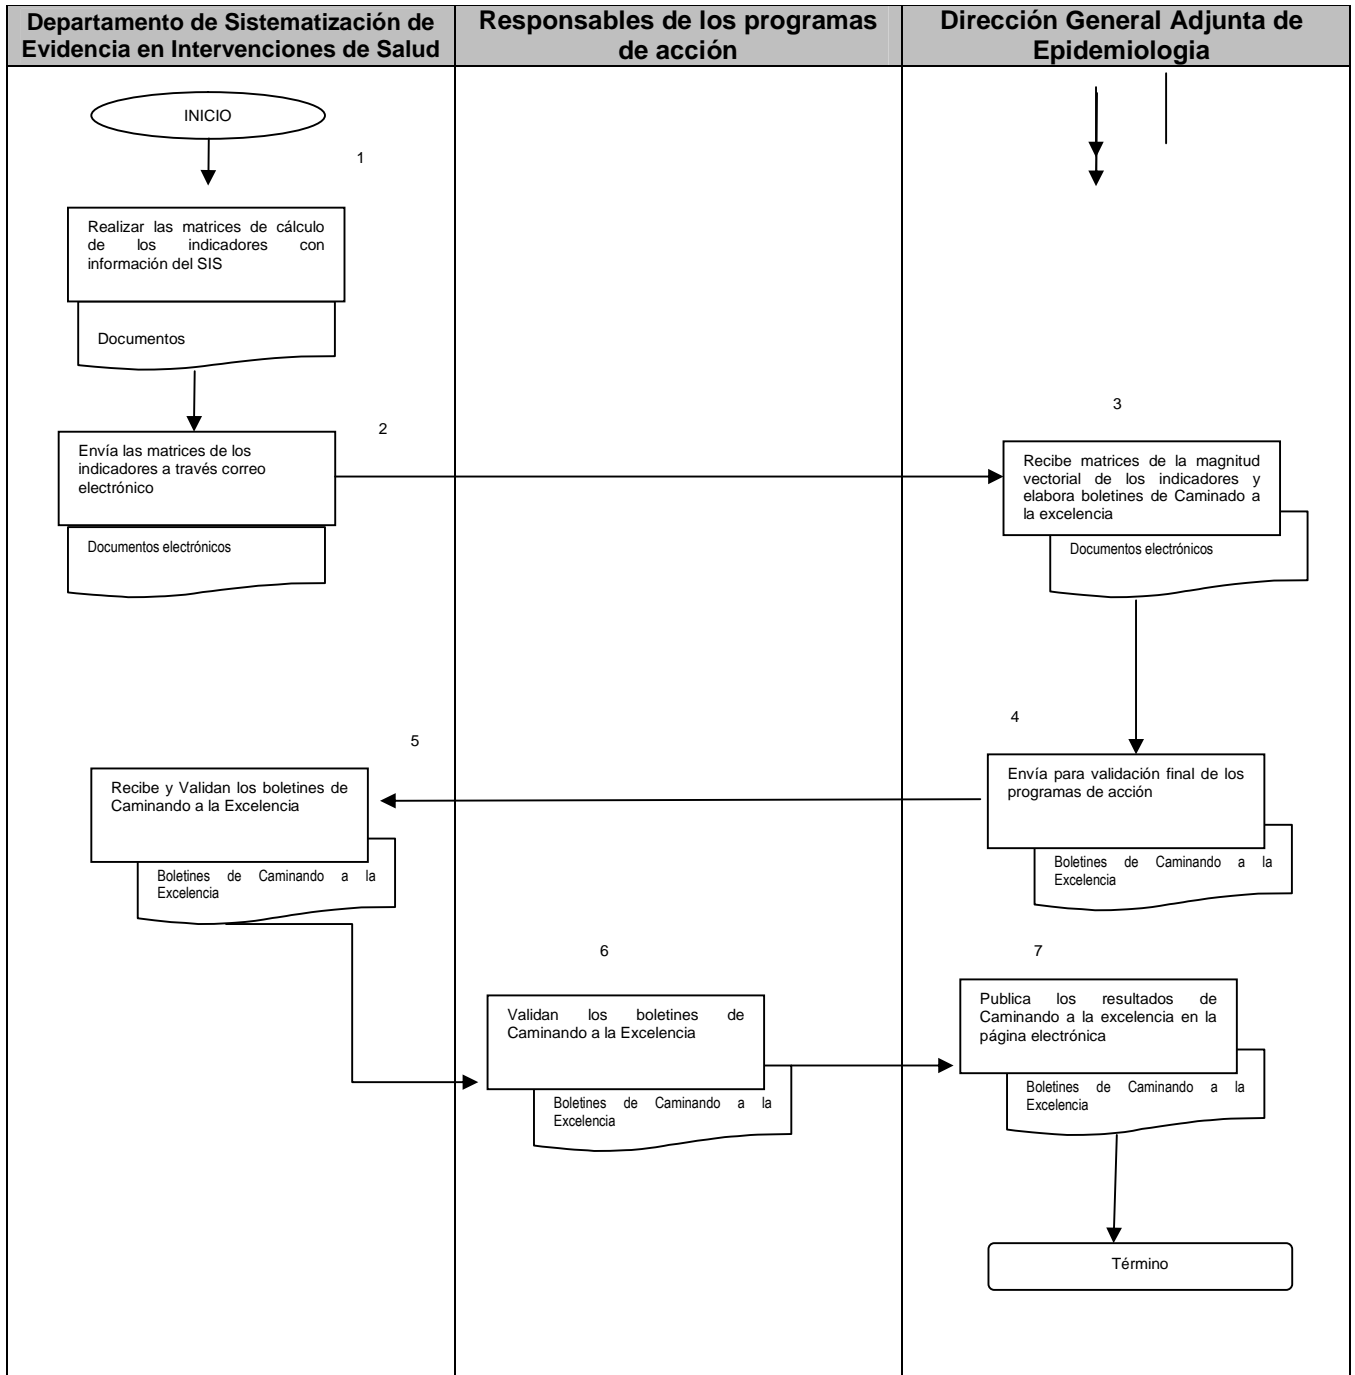 Departamento de Sistematización de
Evidencia en Intervenciones de Salud
Responsables de los programas
de acción
Dirección General Adjunta de
Epidemiologia
INICIO
1
Realizar las matrices de cálculo
de los indicadores con
información del SIS
Documentos
2
Envía las matrices de los
indicadores a través correo
electrónico
Documentos electrónicos
3
Recibe matrices de la magnitud
vectorial de los indicadores y
elabora boletines de Caminado a
la excelencia
Documentos electrónicos
4
Envía para validación final de los
programas de acción
Boletines de Caminando a la
Excelencia
5
Recibe y Validan los boletines de
Caminando a la Excelencia
Boletines de Caminando a la
Excelencia
6
Validan los boletines de
Caminando a la Excelencia
Boletines de Caminando a la
Excelencia
7
Publica los resultados de
Caminando a la excelencia en la
página electrónica
Boletines de Caminando a la
Excelencia
Término